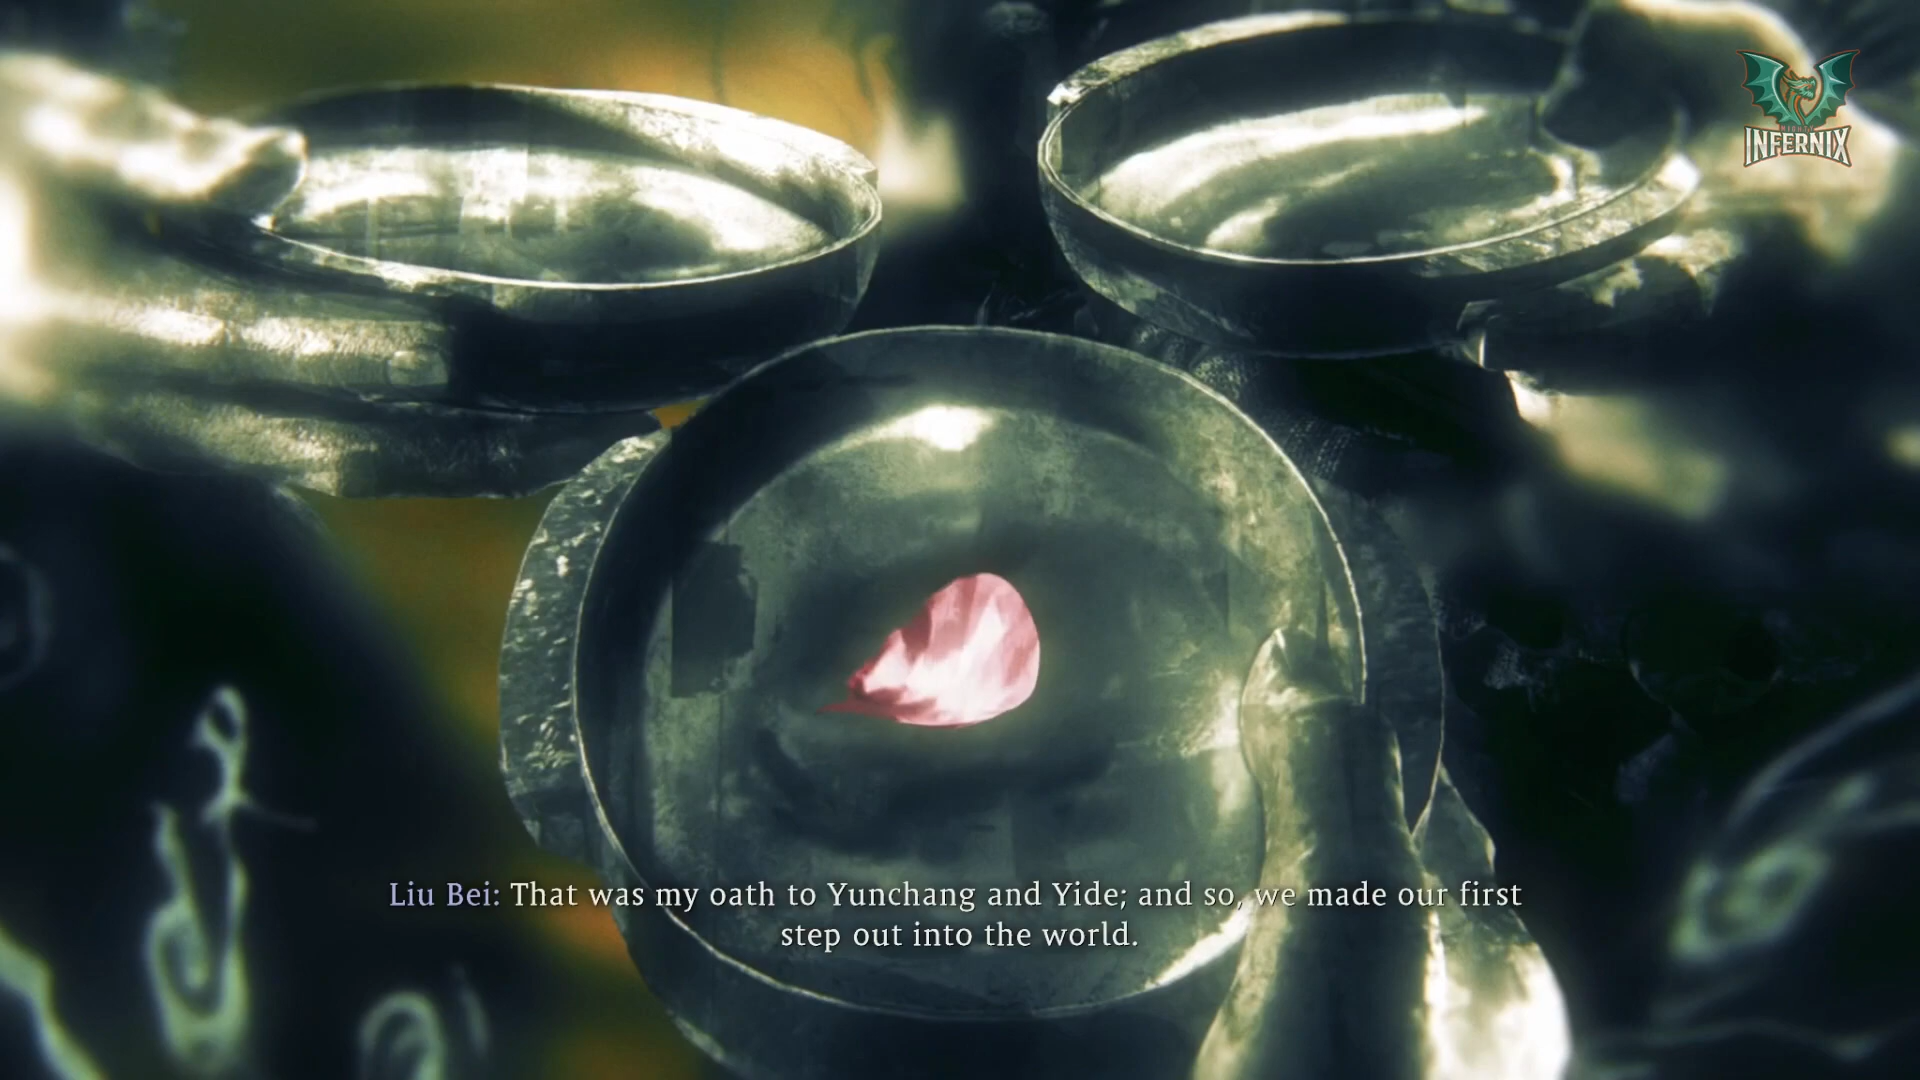 INFERNIX
Liu Bei: That was my oath to Yunchang and Yide; and so, we made our first
step out into the world.